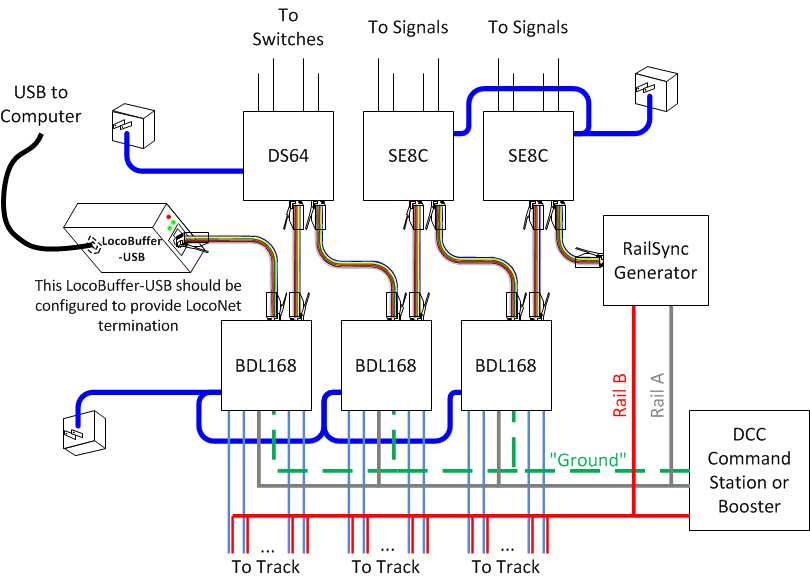 To
Switches
To Signals
To Signals
USB to
Computer
DS64
SE8C
SE8C
LocoBuffer
-USB
This LocoBuffer-USB should be
configured to provide LocoNet
termination
RailSync
Generator
BDL168
BDL168
BDL168
Rail B
Rail A
"Ground"
DCC
Command
Station or
Booster
...
...
...
To Track
To Track
To Track